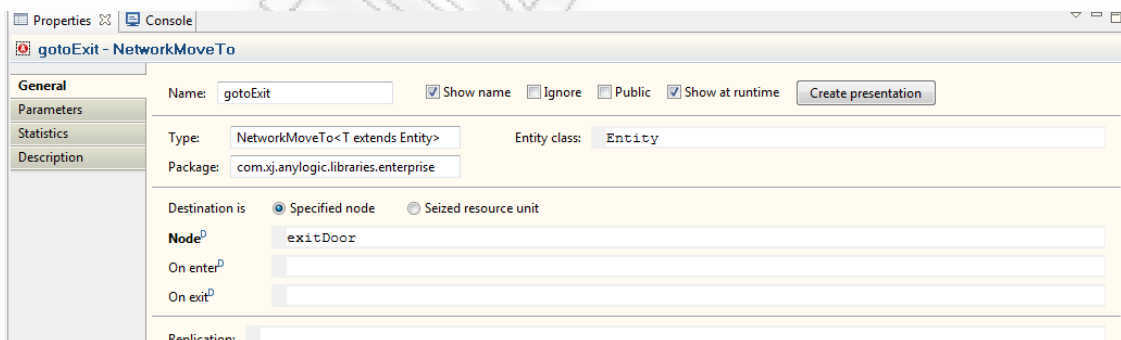 Properties Console
gotoExit - NetworkMoveTo
General
Parameters
Statistics
Description
Name: gotoExit Show name Ignore Public Show at runtime Create presentation
Type: NetworkMoveTo<T extends Entity> Entity class: Entity
Package: com.xj.anylogic.libraries.enterprise
Destination is Specified node Seized resource unit
NodeD exitDoor
On enterD
On exitD
Replication: